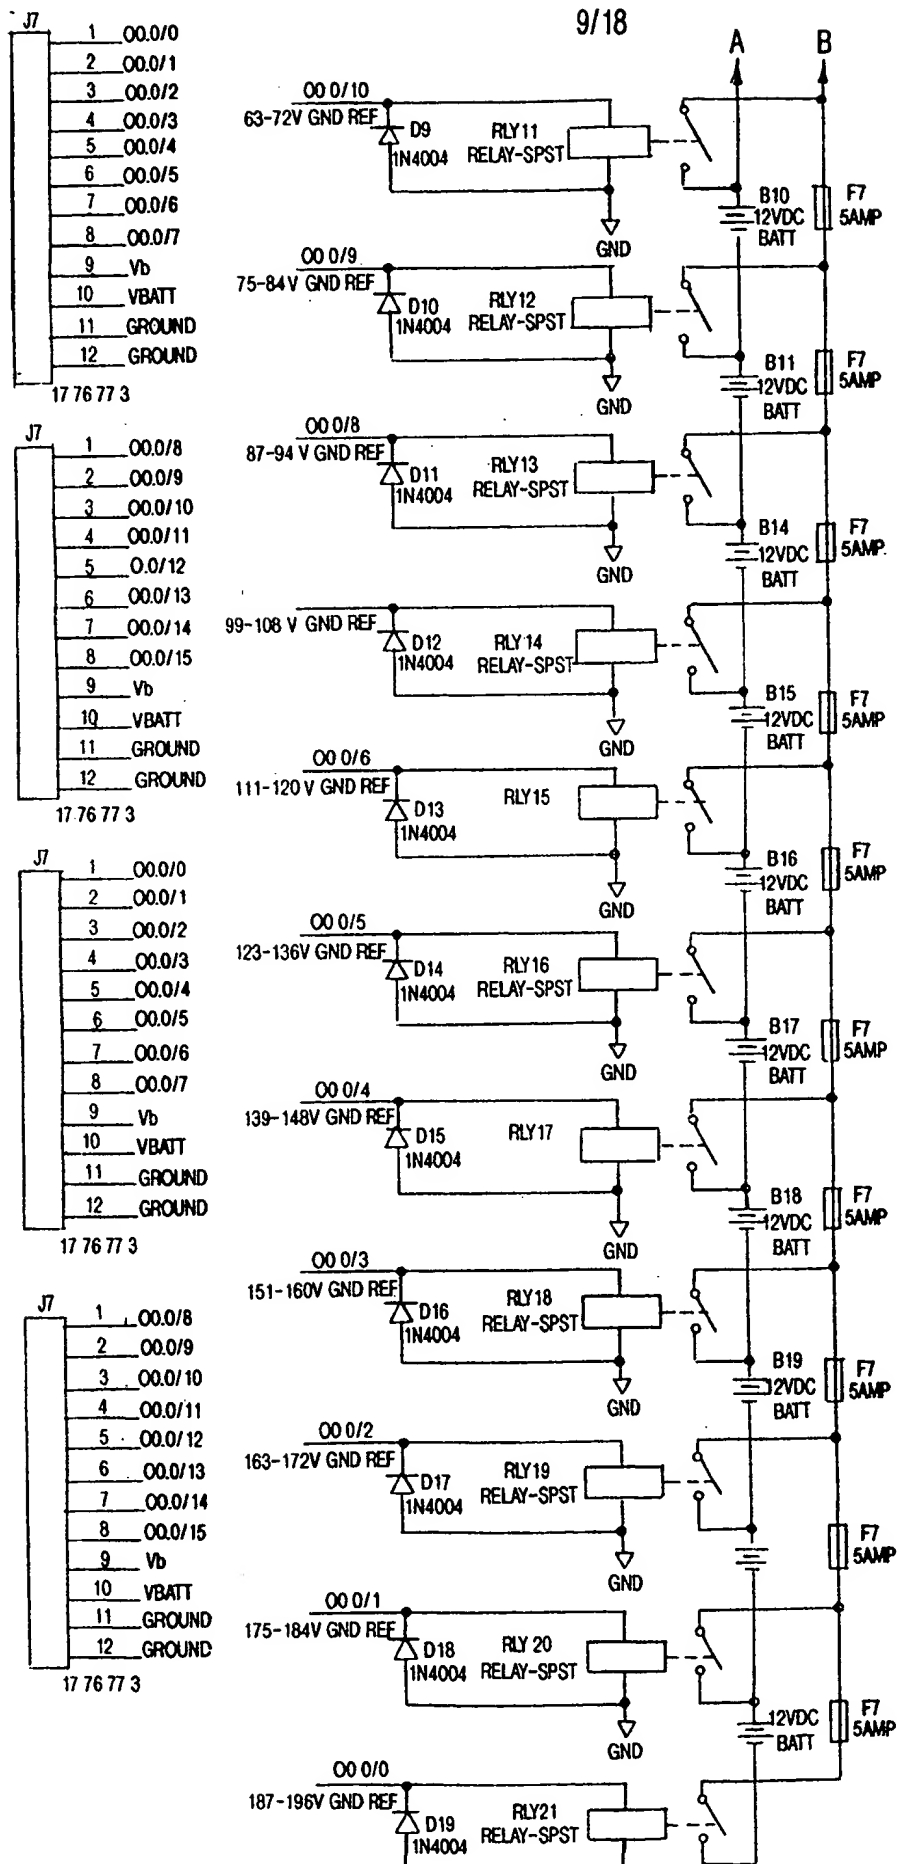 9/18
J7
1 O0.0/0
2 O0.0/1
3 O0.0/2
4 O0.0/3
5 O0.0/4
6 O0.0/5
7 O0.0/6
8 O0.0/7
9 Vb
10 VBATT
11 GROUND
12 GROUND
17 76 77 3
J7
1 O0.0/8
2 O0.0/9
3 O0.0/10
4 O0.0/11
5 O.0/12
6 O0.0/13
7 O0.0/14
8 O0.0/15
9 Vb
10 VBATT
11 GROUND
12 GROUND
17 76 77 3
J7
1 O0.0/0
2 O0.0/1
3 O0.0/2
4 O0.0/3
5 O0.0/4
6 O0.0/5
7 O0.0/6
8 O0.0/7
9 Vb
10 VBATT
11 GROUND
12 GROUND
17 76 77 3
J7
1 O0.0/8
2 O0.0/9
3 O0.0/10
4 O0.0/11
5 O0.0/12
6 O0.0/13
7 O0.0/14
8 O0.0/15
9 Vb
10 VBATT
11 GROUND
12 GROUND
17 76 77 3
A B
O0 0/10
63-72V GND REF
D9
1N4004
RLY11
RELAY-SPST
GND
B10
12VDC
BATT
F7
5AMP
O0 0/9
75-84V GND REF
D10
1N4004
RLY12
RELAY-SPST
GND
B11
12VDC
BATT
F7
5AMP
O0 0/8
87-94 V GND REF
D11
1N4004
RLY13
RELAY-SPST
GND
B14
12VDC
BATT
F7
5AMP.
99-108 V GND REF
D12
1N4004
RLY14
RELAY-SPST
GND
B15
12VDC
BATT
F7
5AMP
O0 0/6
111-120 V GND REF
D13
1N4004
RLY15
GND
B16
12VDC
BATT
F7
5AMP
O0 0/5
123-136V GND REF
D14
1N4004
RLY16
RELAY-SPST
GND
B17
12VDC
BATT
F7
5AMP
O0 0/4
139-148V GND REF
D15
1N4004
RLY17
GND
B18
12VDC
BATT
F7
5AMP
O0 0/3
151-160V GND REF
D16
1N4004
RLY18
RELAY-SPST
GND
B19
12VDC
BATT
F7
5AMP
O0 0/2
163-172V GND REF
D17
1N4004
RLY19
RELAY-SPST
GND
F7
5AMP
O0 0/1
175-184V GND REF
D18
1N4004
RLY 20
RELAY-SPST
GND
12VDC
BATT
F7
5AMP
O0 0/0
187-196V GND REF
D19
1N4004
RLY21
RELAY-SPST